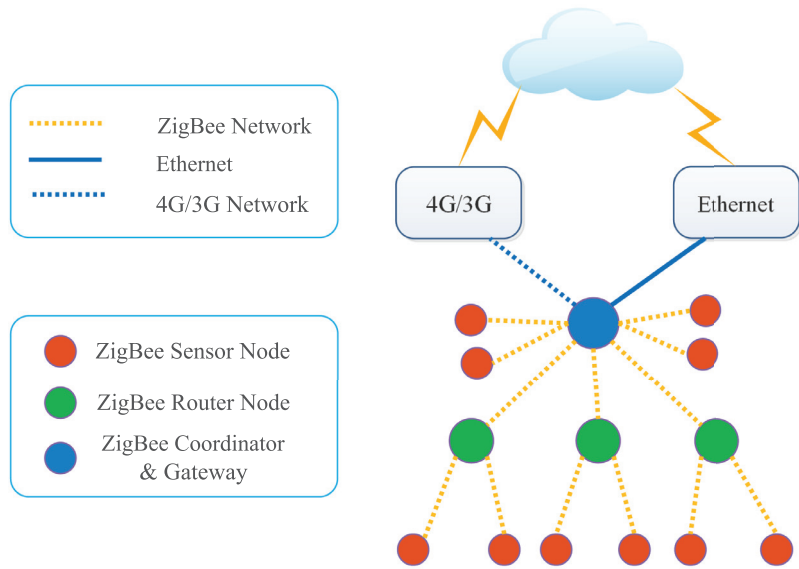 ZigBee Network
Ethernet
4G/3G Network
4G/3G
Ethernet
ZigBee Sensor Node
ZigBee Router Node
ZigBee Coordinator
& Gateway